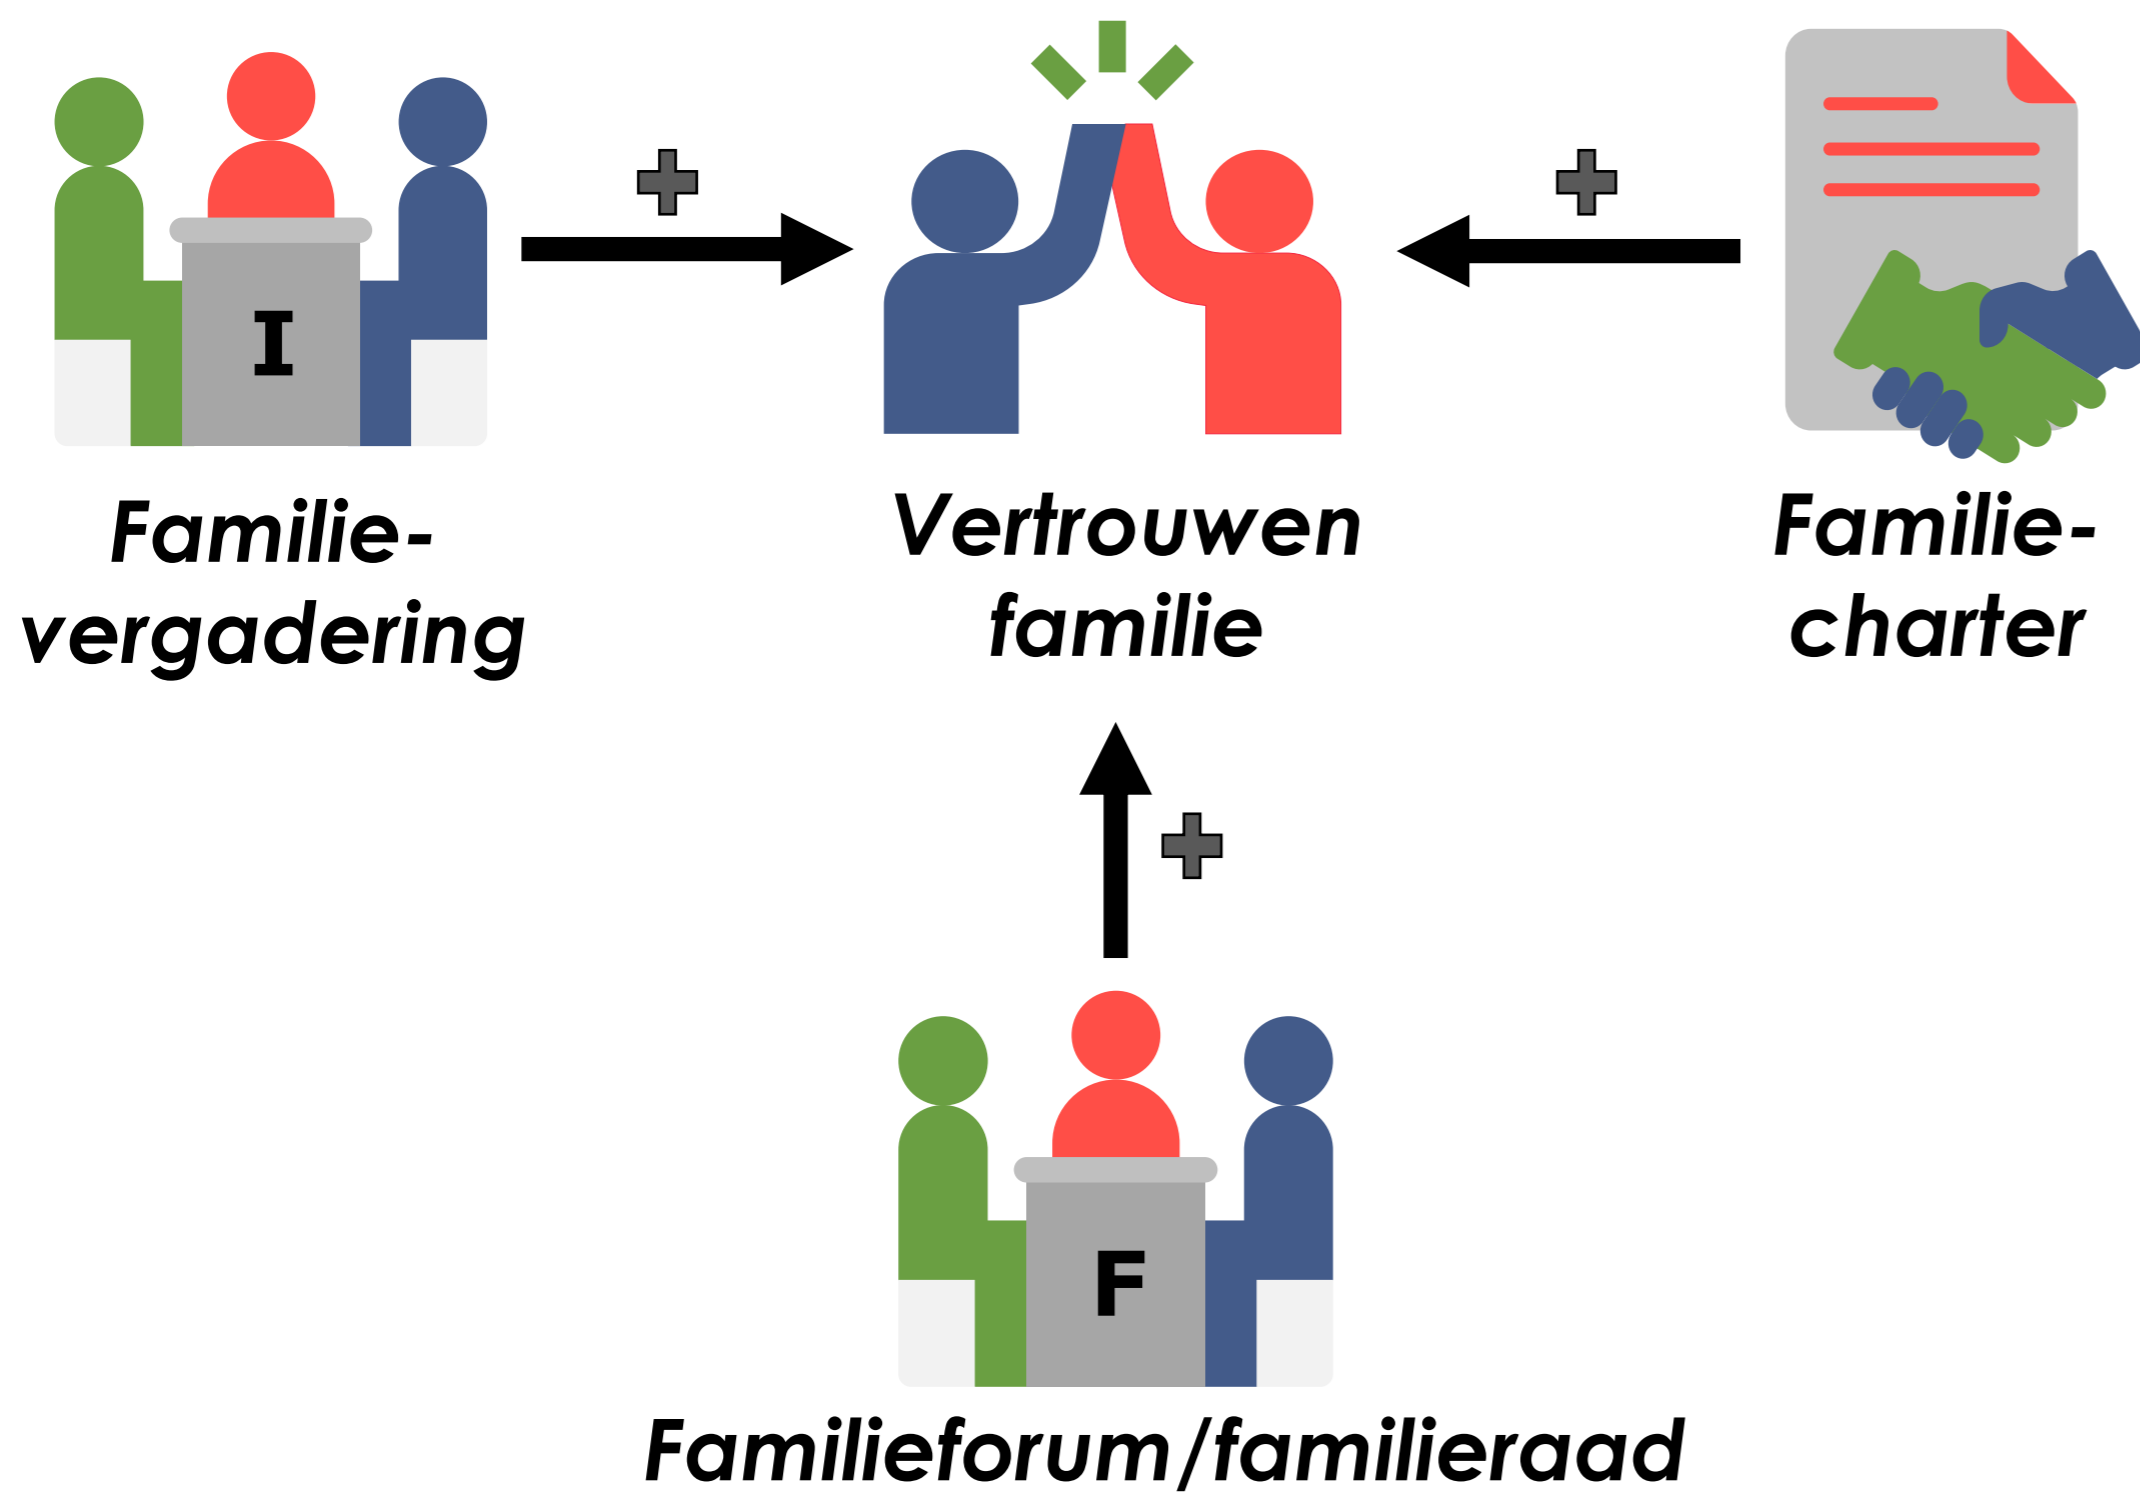 I
Familie-
vergadering
Vertrouwen
familie
Familie-
charter
F
Familieforum/familieraad